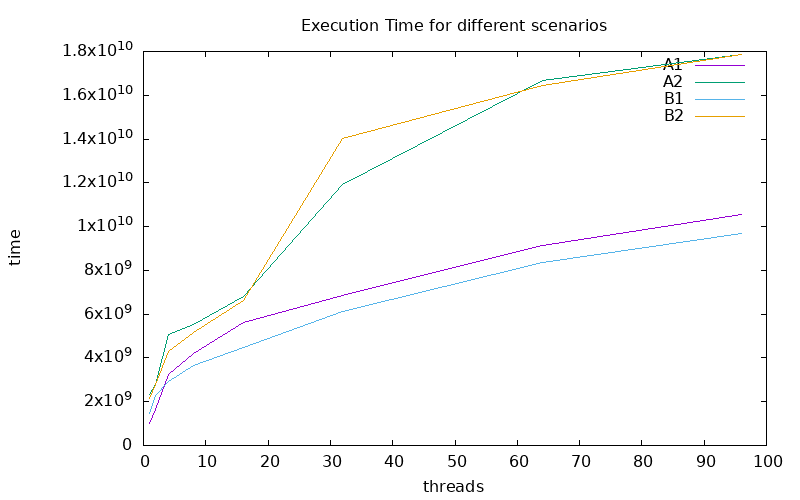 Execution Time for different scenarios
1.8x10^10
1.6x10^10
1.4x10^10
1.2x10^10
1x10^10
8x10^9
6x10^9
4x10^9
2x10^9
0
time
A1
A2
B1
B2
0 10 20 30 40 50 60 70 80 90 100
threads